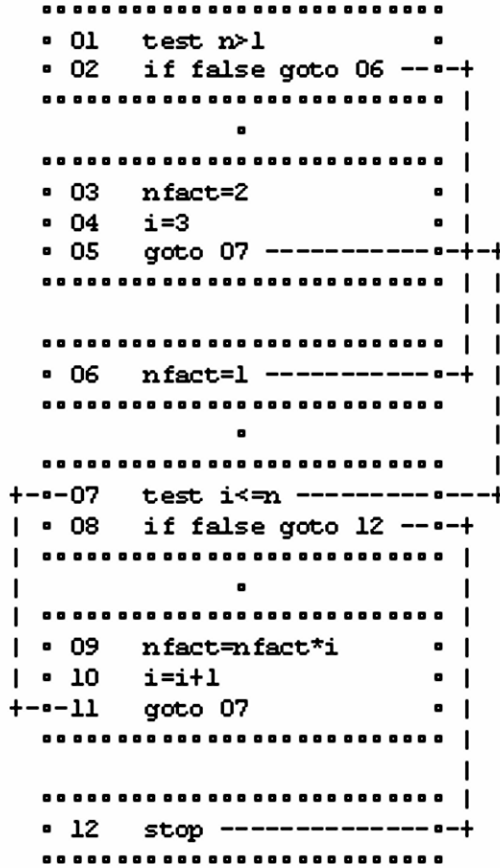 01 test n>1
02 if false goto 06 -----+
03 nfact=2
04 i=3
05 goto 07 -------------+-+
06 nfact=1 -------------+
+---07 test i<=n -------------+
08 if false goto 12 -----+
09 nfact=nfact*i
10 i=i+1
+---11 goto 07
12 stop ----------------+